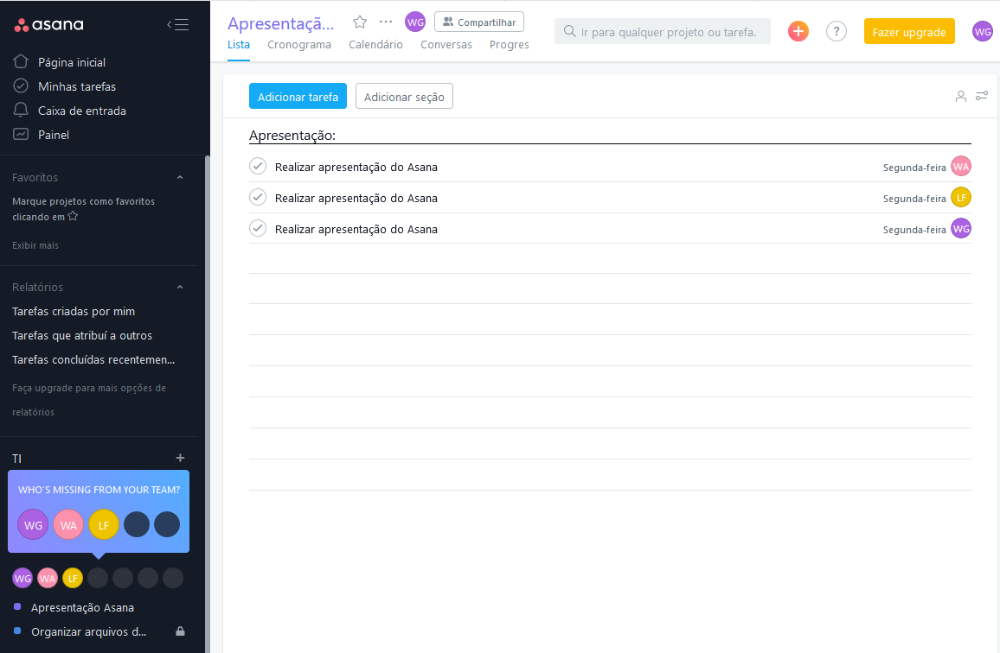 asana
Página inicial
Minhas tarefas
Caixa de entrada
Painel
Favoritos
Marque projetos como favoritos
clicando em
Exibir mais
Relatórios
Tarefas criadas por mim
Tarefas que atribuí a outros
Tarefas concluídas recentemen...
Faça upgrade para mais opções de
relatórios
TI
WHO'S MISSING FROM YOUR TEAM?
WG WA LF
WG WA LF
Apresentação Asana
Organizar arquivos d...
Apresentaçã... WG Compartilhar
Lista Cronograma Calendário Conversas Progres
Ir para qualquer projeto ou tarefa.
? Fazer upgrade WG
Adicionar tarefa Adicionar seção
Apresentação:
Realizar apresentação do Asana Segunda-feira WA
Realizar apresentação do Asana Segunda-feira LF
Realizar apresentação do Asana Segunda-feira WG